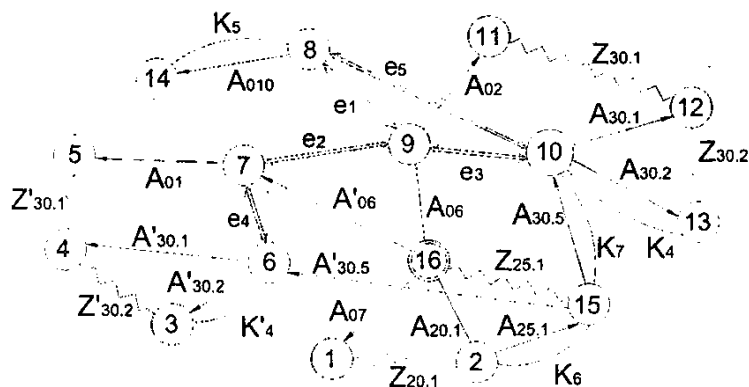 K5
8
11
Z30.1
14
A010
e5
A02
12
e1
A30.1
Z30.2
5
e2
9
10
7
A30.2
A01
e3
Z'30.1
A'06
A06
A30.5
13
e4
K7
K4
4
A'30.1
6
A'30.5
16
Z25.1
A'30.2
15
Z'30.2
3
K'4
A07
A20.1
A25.1
1
2
Z20.1
K6